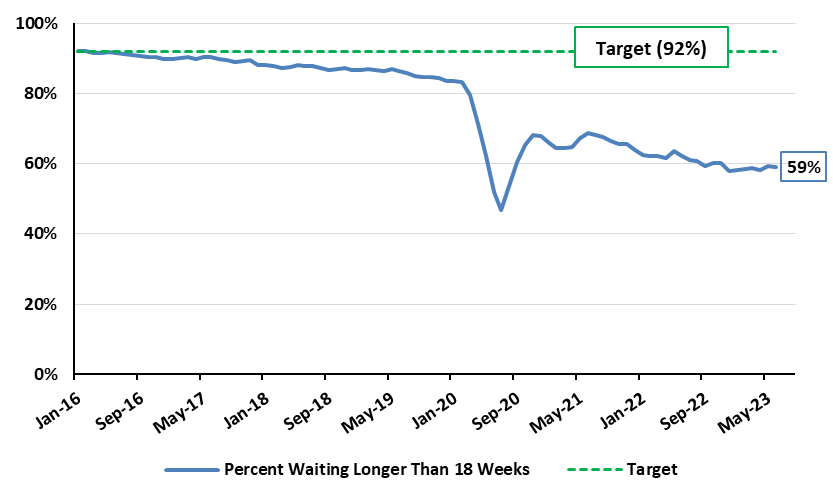 100%
Target (92%)
80%
60%
59%
40%
20%
0%
Jan-16
Sep-16
May-17
Jan-18
Sep-18
May-19
Jan-20
Sep-20
May-21
Jan-22
Sep-22
May-23
Percent Waiting Longer Than 18 Weeks
Target